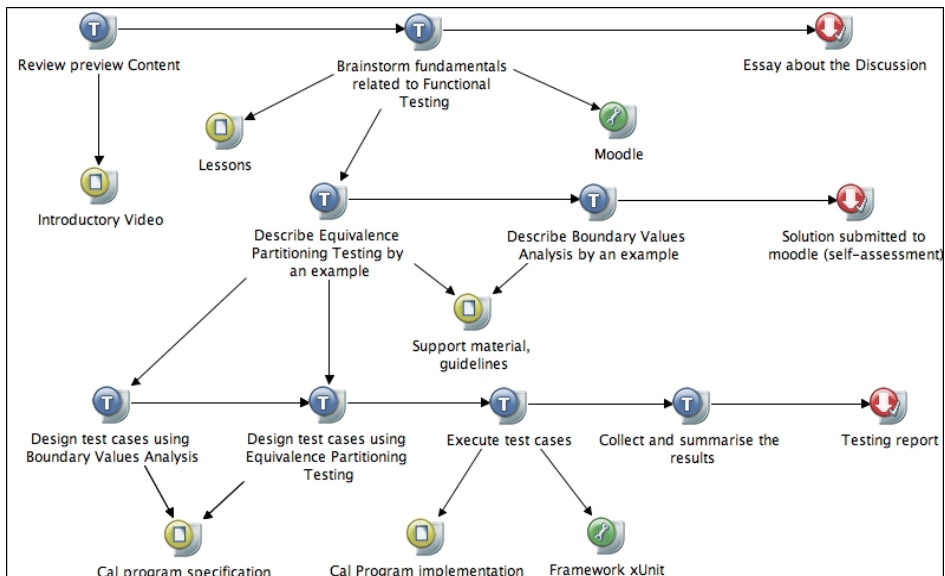 T
T
Review preview Content
Brainstorm fundamentals
related to Functional
Testing
Essay about the Discussion
Lessons
Moodle
Introductory Video
T
T
Describe Equivalence
Partitioning Testing by
an example
Describe Boundary Values
Analysis by an example
Solution submitted to
moodle (self-assessment)
Support material,
guidelines
T
T
T
T
Design test cases using
Boundary Values Analysis
Design test cases using
Equivalence Partitioning
Testing
Execute test cases
Collect and summarise the
results
Testing report
Cal program specification
Cal Program implementation
Framework xUnit